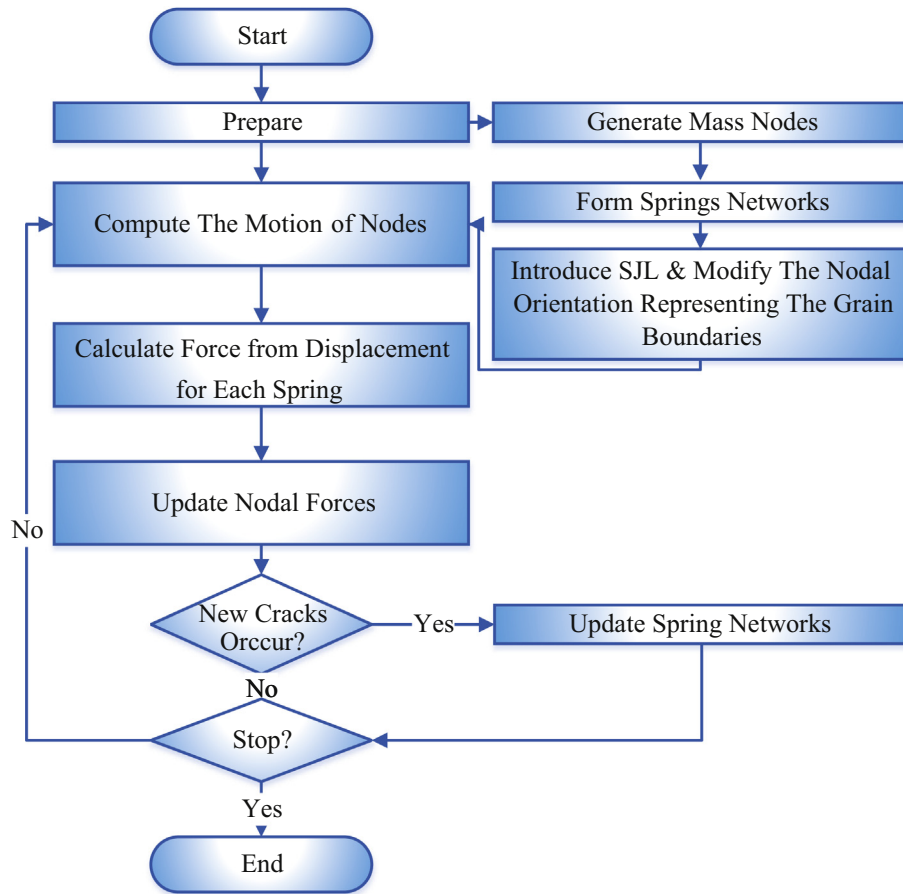 Start
Prepare
Generate Mass Nodes
Form Springs Networks
Compute The Motion of Nodes
Introduce SJL & Modify The Nodal
Orientation Representing The Grain
Boundaries
Calculate Force from Displacement
for Each Spring
Update Nodal Forces
No
New Cracks
Orccur?
Yes
Update Spring Networks
No
Stop?
Yes
End